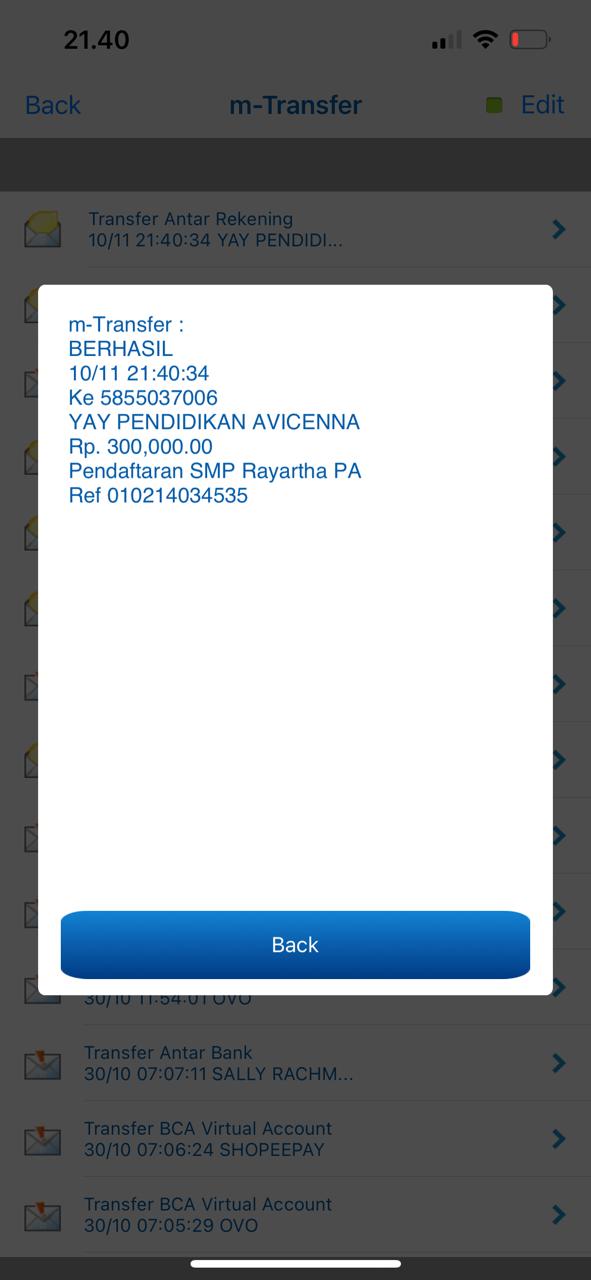 21.40
Back
m-Transfer
Edit
Transfer Antar Rekening
10/11 21:40:34 YAY PENDIDI...
m-Transfer :
BERHASIL
10/11 21:40:34
Ke 5855037006
YAY PENDIDIKAN AVICENNA
Rp. 300,000.00
Pendaftaran SMP Rayartha PA
Ref 010214034535
Back
30/10 11:54:01 OVO
Transfer Antar Bank
30/10 07:07:11 SALLY RACHM...
Transfer BCA Virtual Account
30/10 07:06:24 SHOPEEPAY
Transfer BCA Virtual Account
30/10 07:05:29 OVO